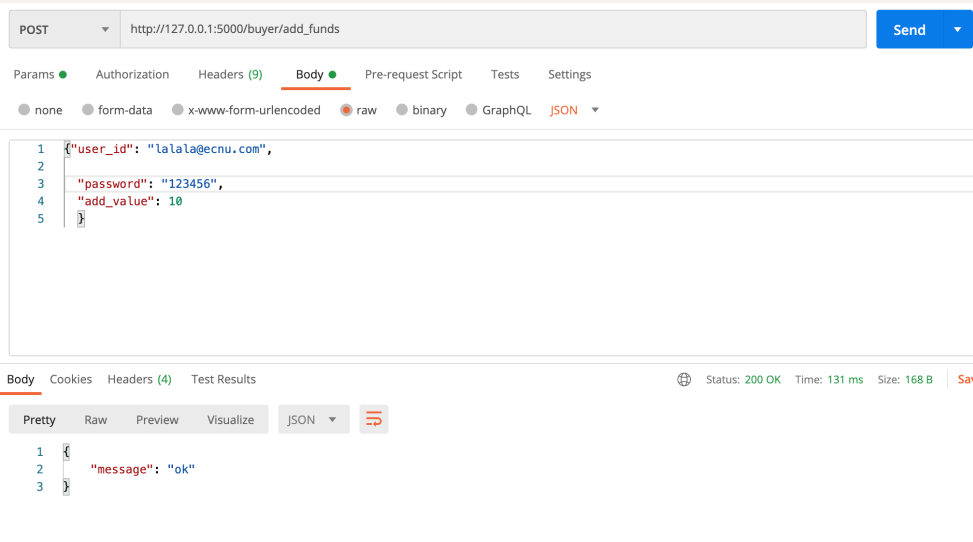 POST http://127.0.0.1:5000/buyer/add_funds Send
Params Authorization Headers (9) Body Pre-request Script Tests Settings
none form-data x-www-form-urlencoded raw binary GraphQL JSON
1 {"user_id": "lalala@ecnu.com",
2
3 "password": "123456",
4 "add_value": 10
5 }
Body Cookies Headers (4) Test Results Status: 200 OK Time: 131 ms Size: 168 B Sav
Pretty Raw Preview Visualize JSON
1 {
2 "message": "ok"
3 }